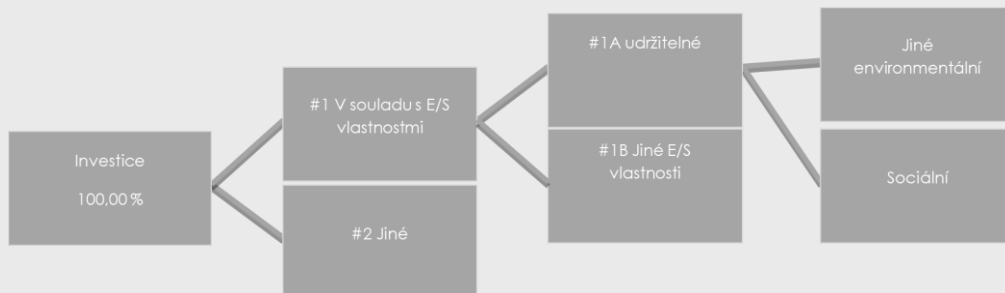 Investice
100,00 %
#1 V souladu s E/S
vlastnostmi
#2 Jiné
#1A udržitelné
#1B Jiné E/S
vlastnosti
Jiné
environmentální
Sociální